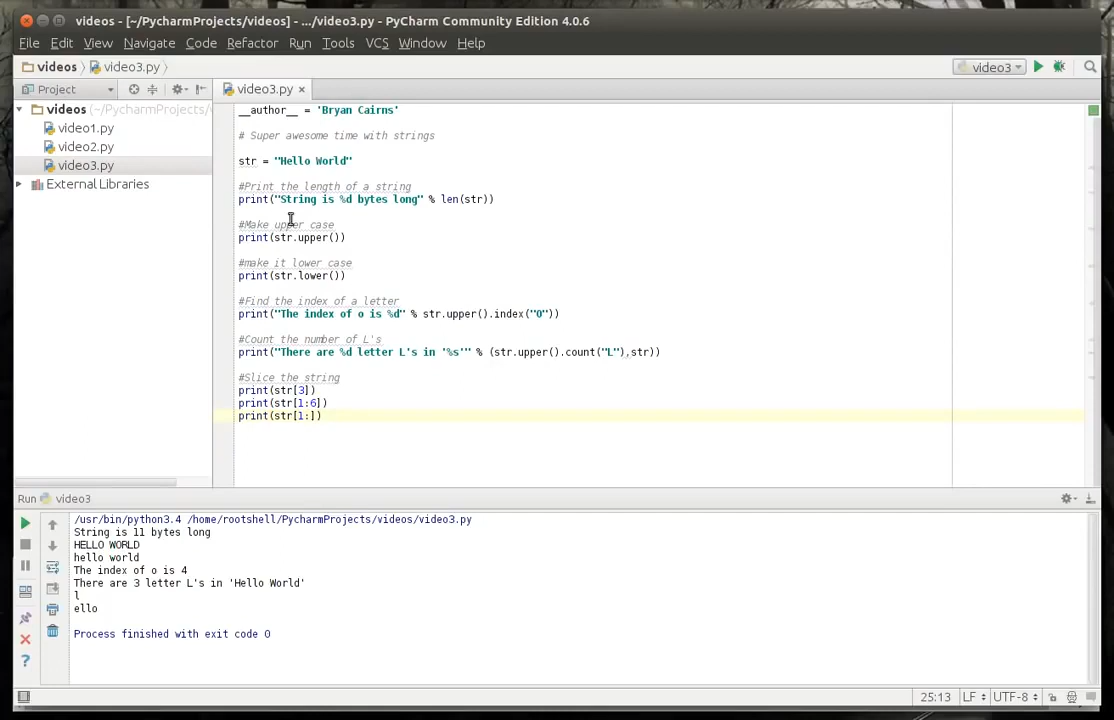 videos - [~/PycharmProjects/videos] - .../video3.py - PyCharm Community Edition 4.0.6
File Edit View Navigate Code Refactor Run Tools VCS Window Help
videos video3.py video3
Project video3.py
videos (~/PycharmProjects/
video1.py
video2.py
video3.py
External Libraries
__author__ = 'Bryan Cairns'
# Super awesome time with strings
str = "Hello World"
#Print the length of a string
print("String is %d bytes long" % len(str))
#Make upper case
print(str.upper())
#make it lower case
print(str.lower())
#Find the index of a letter
print("The index of o is %d" % str.upper().index("O"))
#Count the number of L's
print("There are %d letter L's in '%s'" % (str.upper().count("L"),str))
#Slice the string
print(str[3])
print(str[1:6])
print(str[1:])
Run video3
/usr/bin/python3.4 /home/rootshell/PycharmProjects/videos/video3.py
String is 11 bytes long
HELLO WORLD
hello world
The index of o is 4
There are 3 letter L's in 'Hello World'
l
ello
Process finished with exit code 0
25:13 LF UTF-8